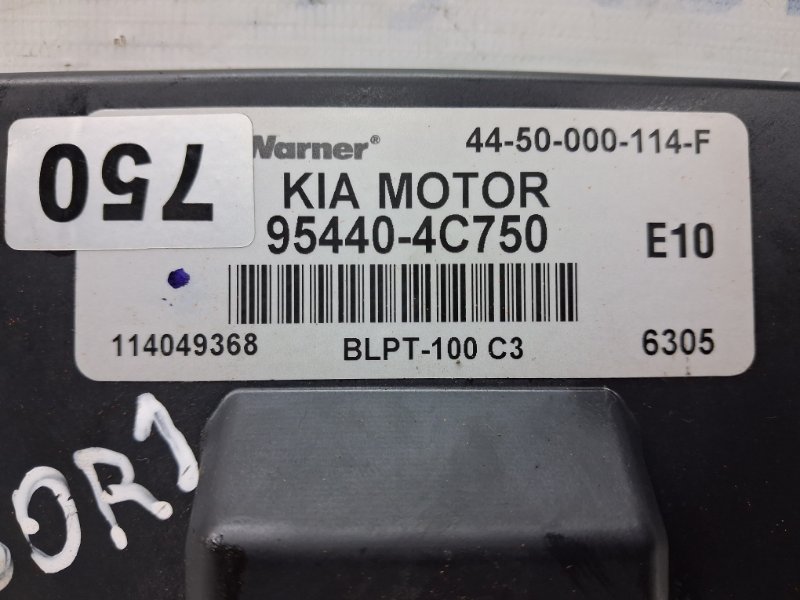 Warner® 44-50-000-114-F
750
KIA MOTOR
95440-4C750 E10
114049368 BLPT-100 C3 6305